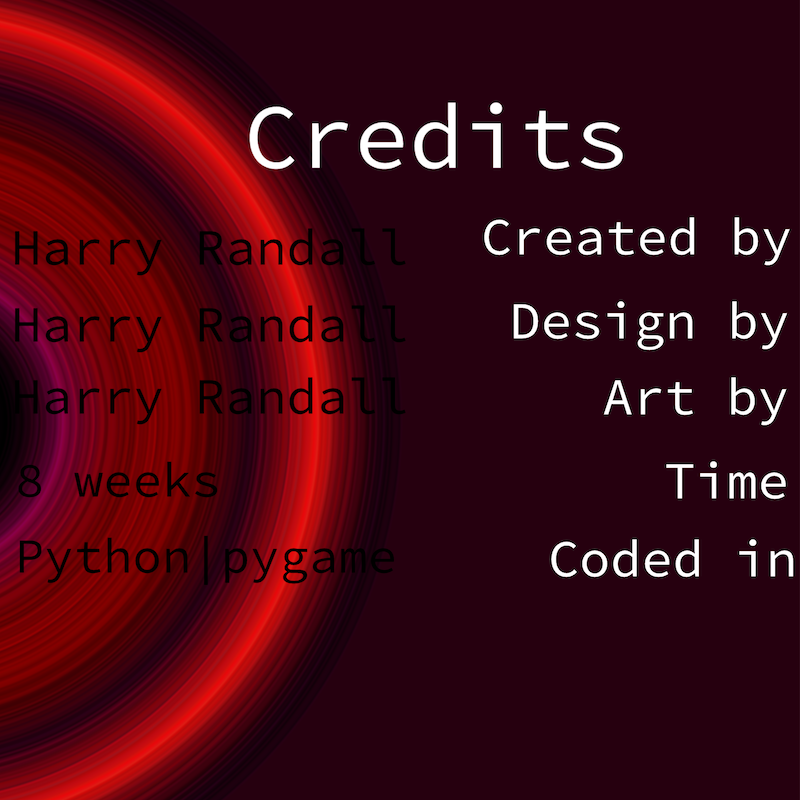 Credits
Harry Randall Created by
Harry Randall Design by
Harry Randall Art by
8 weeks Time
Python|pygame Coded in